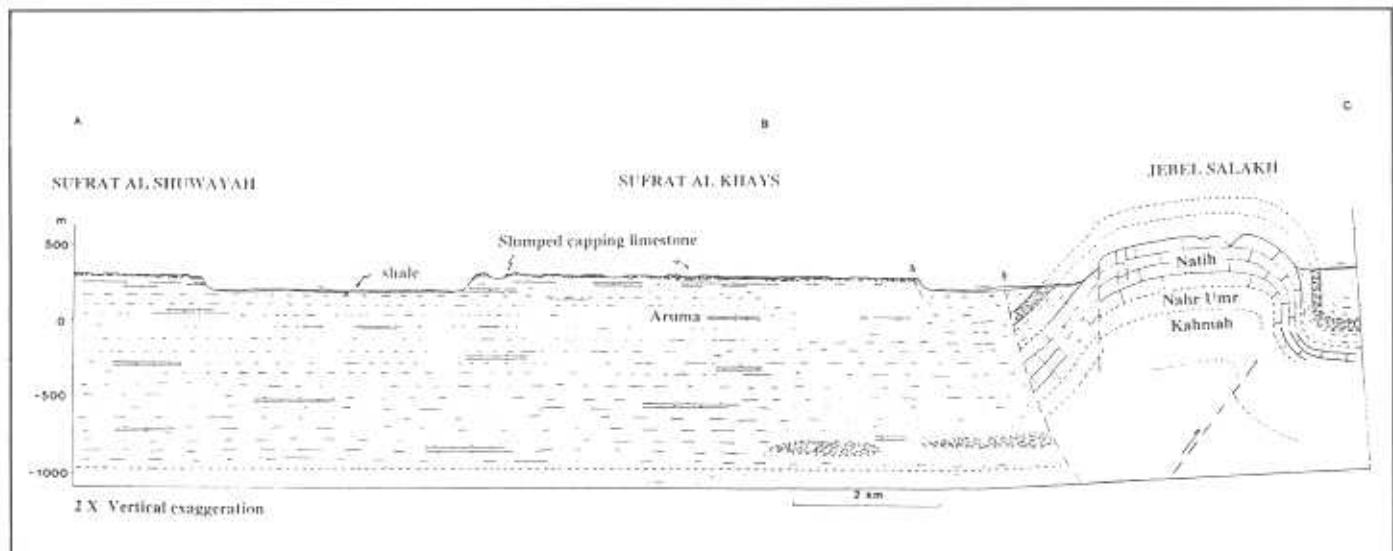 A B C
SUFRAT AL SHUWAYAH SUFRAT AL KHAYS JEBEL SALAKH
m
500
Slumped capping limestone
shale
Natih
0
Aruma
Nahr Umr
Kahmah
-500
-1000
2 km
2 X Vertical exaggeration